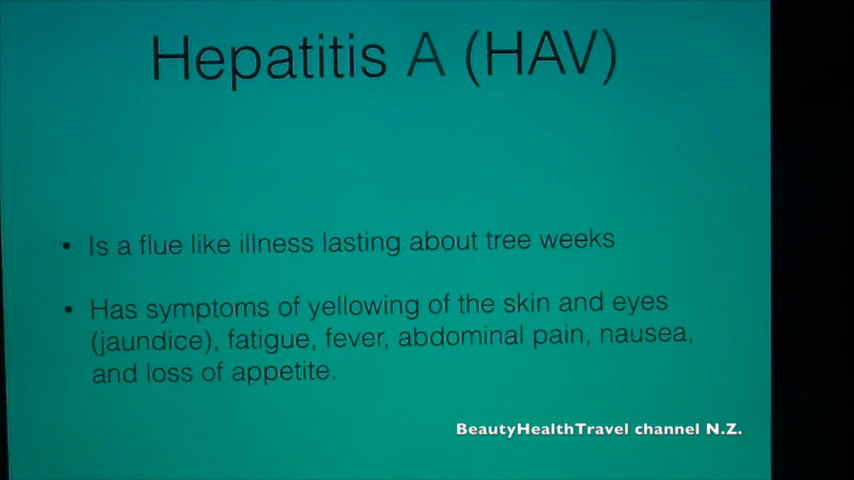 Hepatitis A (HAV)
• Is a flue like illness lasting about tree weeks
• Has symptoms of yellowing of the skin and eyes
(jaundice), fatigue, fever, abdominal pain, nausea,
and loss of appetite.
BeautyHealthTravel channel N.Z.